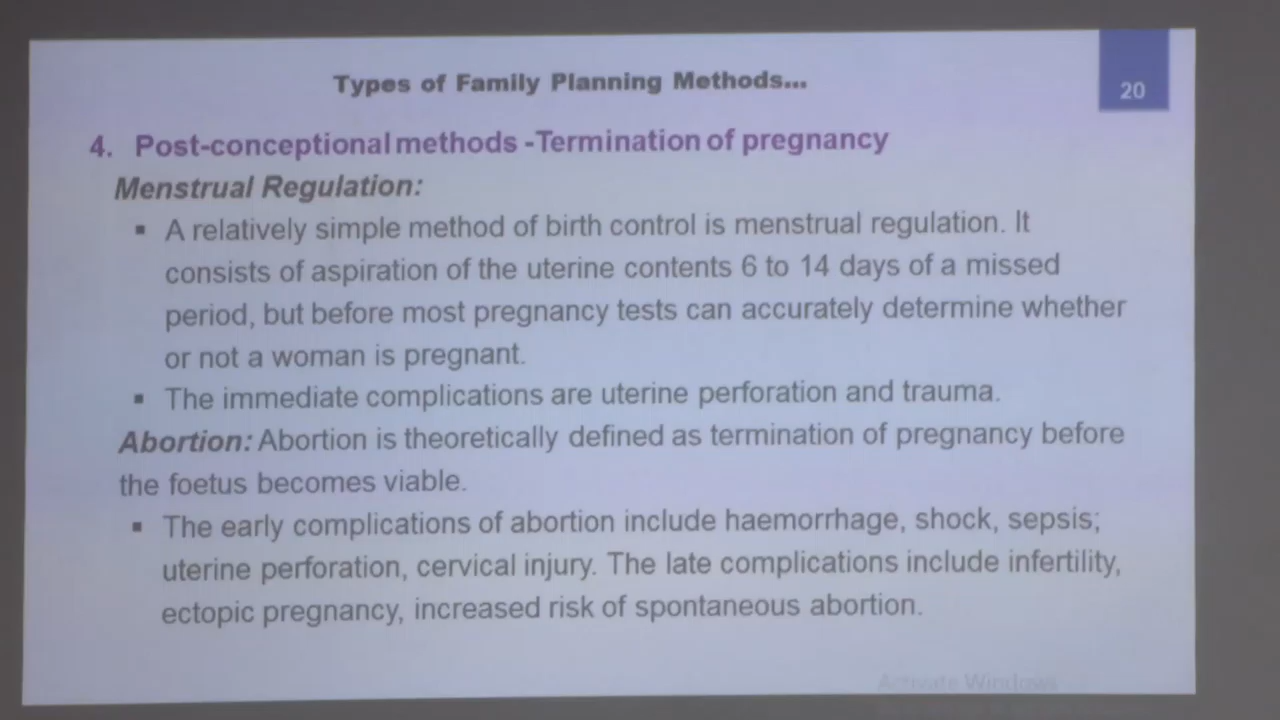 Types of Family Planning Methods...
20
4. Post-conceptional methods - Termination of pregnancy
Menstrual Regulation:
▪ A relatively simple method of birth control is menstrual regulation. It
consists of aspiration of the uterine contents 6 to 14 days of a missed
period, but before most pregnancy tests can accurately determine whether
or not a woman is pregnant.
▪ The immediate complications are uterine perforation and trauma.
Abortion: Abortion is theoretically defined as termination of pregnancy before
the foetus becomes viable.
▪ The early complications of abortion include haemorrhage, shock, sepsis;
uterine perforation, cervical injury. The late complications include infertility,
ectopic pregnancy, increased risk of spontaneous abortion.
Activate Windows